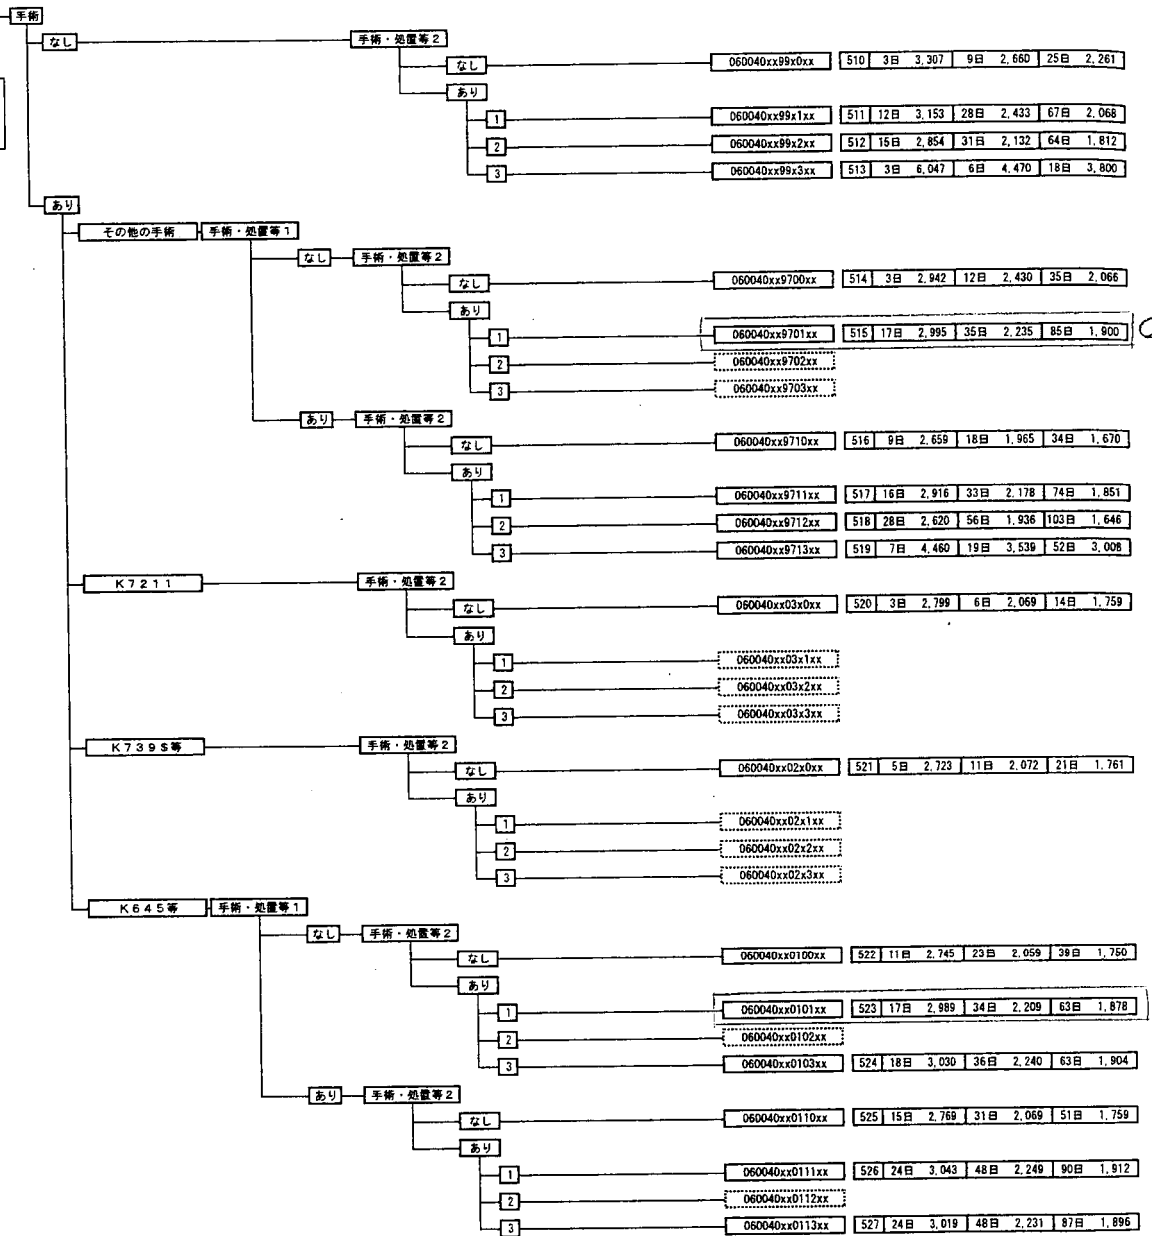 手術
なし 手術・処置等2
なし 060040xx99x0xx 510 3日 3,307 9日 2,660 25日 2,261
あり
1 060040xx99x1xx 511 12日 3,153 28日 2,433 67日 2,068
2 060040xx99x2xx 512 15日 2,854 31日 2,132 64日 1,812
3 060040xx99x3xx 513 3日 6,047 6日 4,470 18日 3,800
あり
その他の手術 手術・処置等1
なし 手術・処置等2
なし 060040xx9700xx 514 3日 2,942 12日 2,430 35日 2,066
あり
1 060040xx9701xx 515 17日 2,995 35日 2,235 85日 1,900
2 060040xx9702xx
3 060040xx9703xx
あり 手術・処置等2
なし 060040xx9710xx 516 9日 2,659 18日 1,965 34日 1,670
あり
1 060040xx9711xx 517 16日 2,916 33日 2,178 74日 1,851
2 060040xx9712xx 518 28日 2,620 56日 1,936 103日 1,646
3 060040xx9713xx 519 7日 4,460 19日 3,539 52日 3,008
K7211 手術・処置等2
なし 060040xx03x0xx 520 3日 2,799 6日 2,069 14日 1,759
あり
1 060040xx03x1xx
2 060040xx03x2xx
3 060040xx03x3xx
K739$等 手術・処置等2
なし 060040xx02x0xx 521 5日 2,723 11日 2,072 21日 1,761
あり
1 060040xx02x1xx
2 060040xx02x2xx
3 060040xx02x3xx
K645等 手術・処置等1
なし 手術・処置等2
なし 060040xx0100xx 522 11日 2,745 23日 2,059 39日 1,750
あり
1 060040xx0101xx 523 17日 2,989 34日 2,209 63日 1,878
2 060040xx0102xx
3 060040xx0103xx 524 18日 3,030 36日 2,240 63日 1,904
あり 手術・処置等2
なし 060040xx0110xx 525 15日 2,769 31日 2,069 51日 1,759
あり
1 060040xx0111xx 526 24日 3,043 48日 2,249 90日 1,912
2 060040xx0112xx
3 060040xx0113xx 527 24日 3,019 48日 2,231 87日 1,896